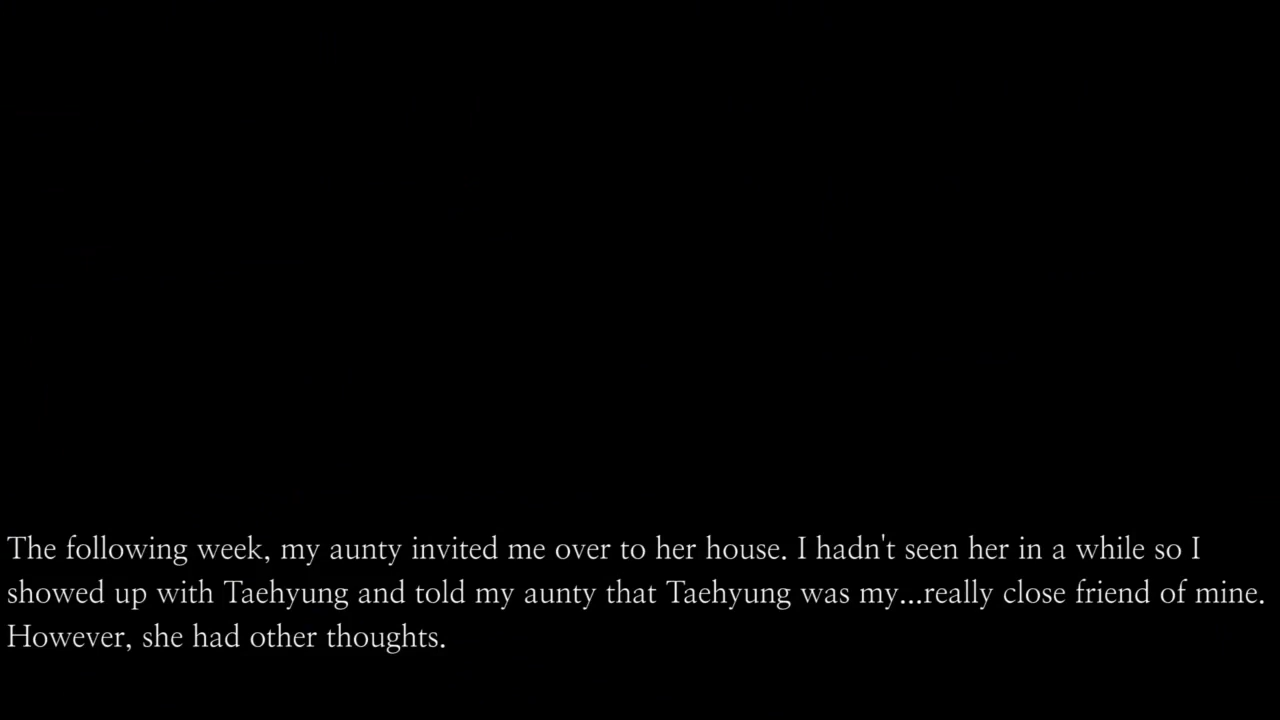 The following week, my aunty invited me over to her house. I hadn't seen her in a while so I
showed up with Taehyung and told my aunty that Taehyung was my...really close friend of mine.
However, she had other thoughts.